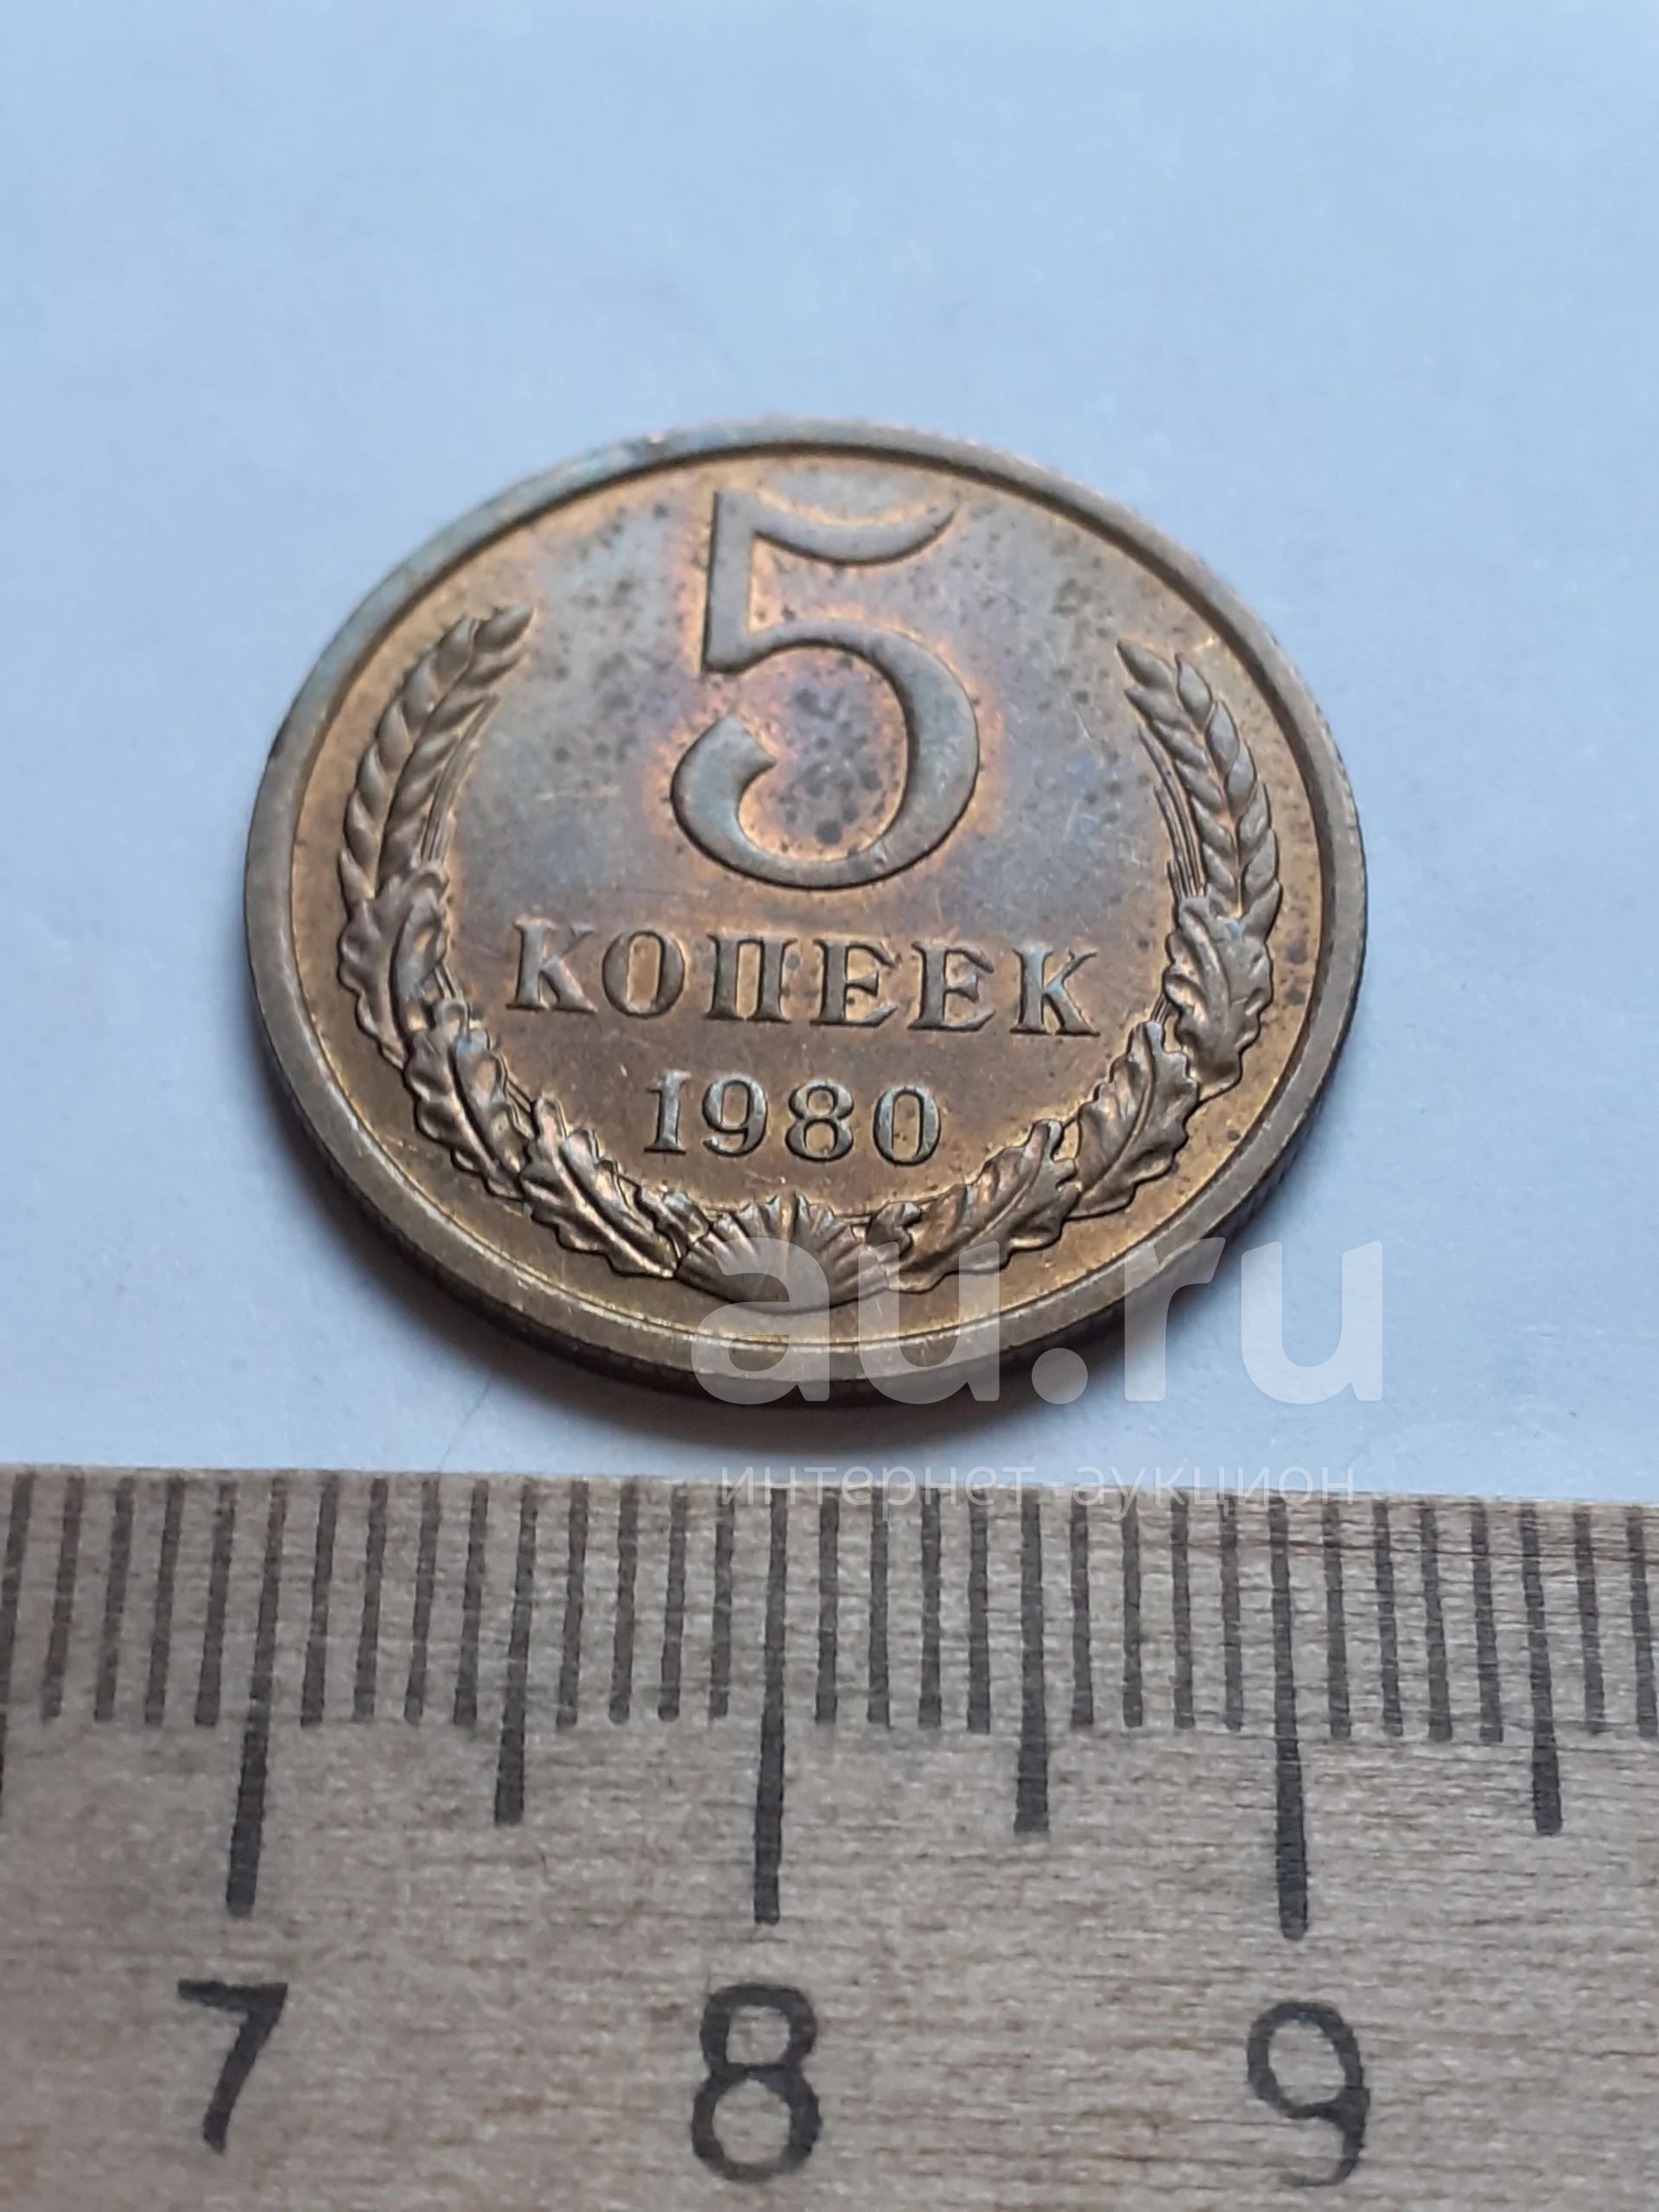 5
КОПЕЕК
1980
au.ru
интернет-аукцион
7 8 9